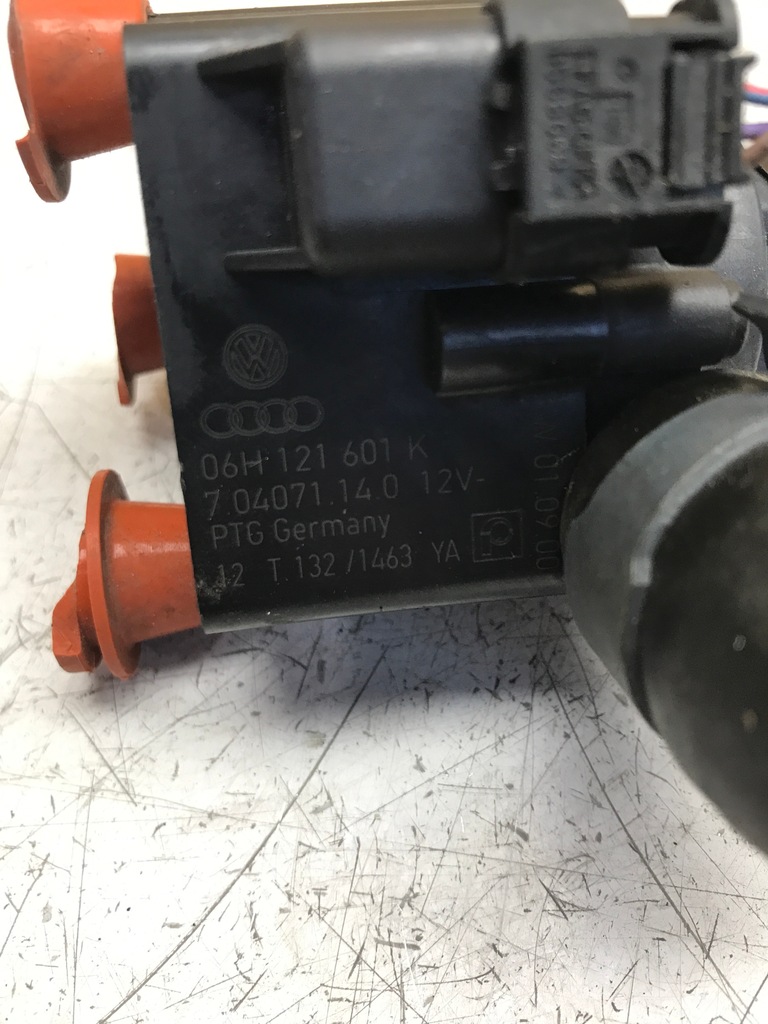 06H 121 601 K
7.04071.14.0 12V-
PTG Germany
12 T.132 /1463 YA